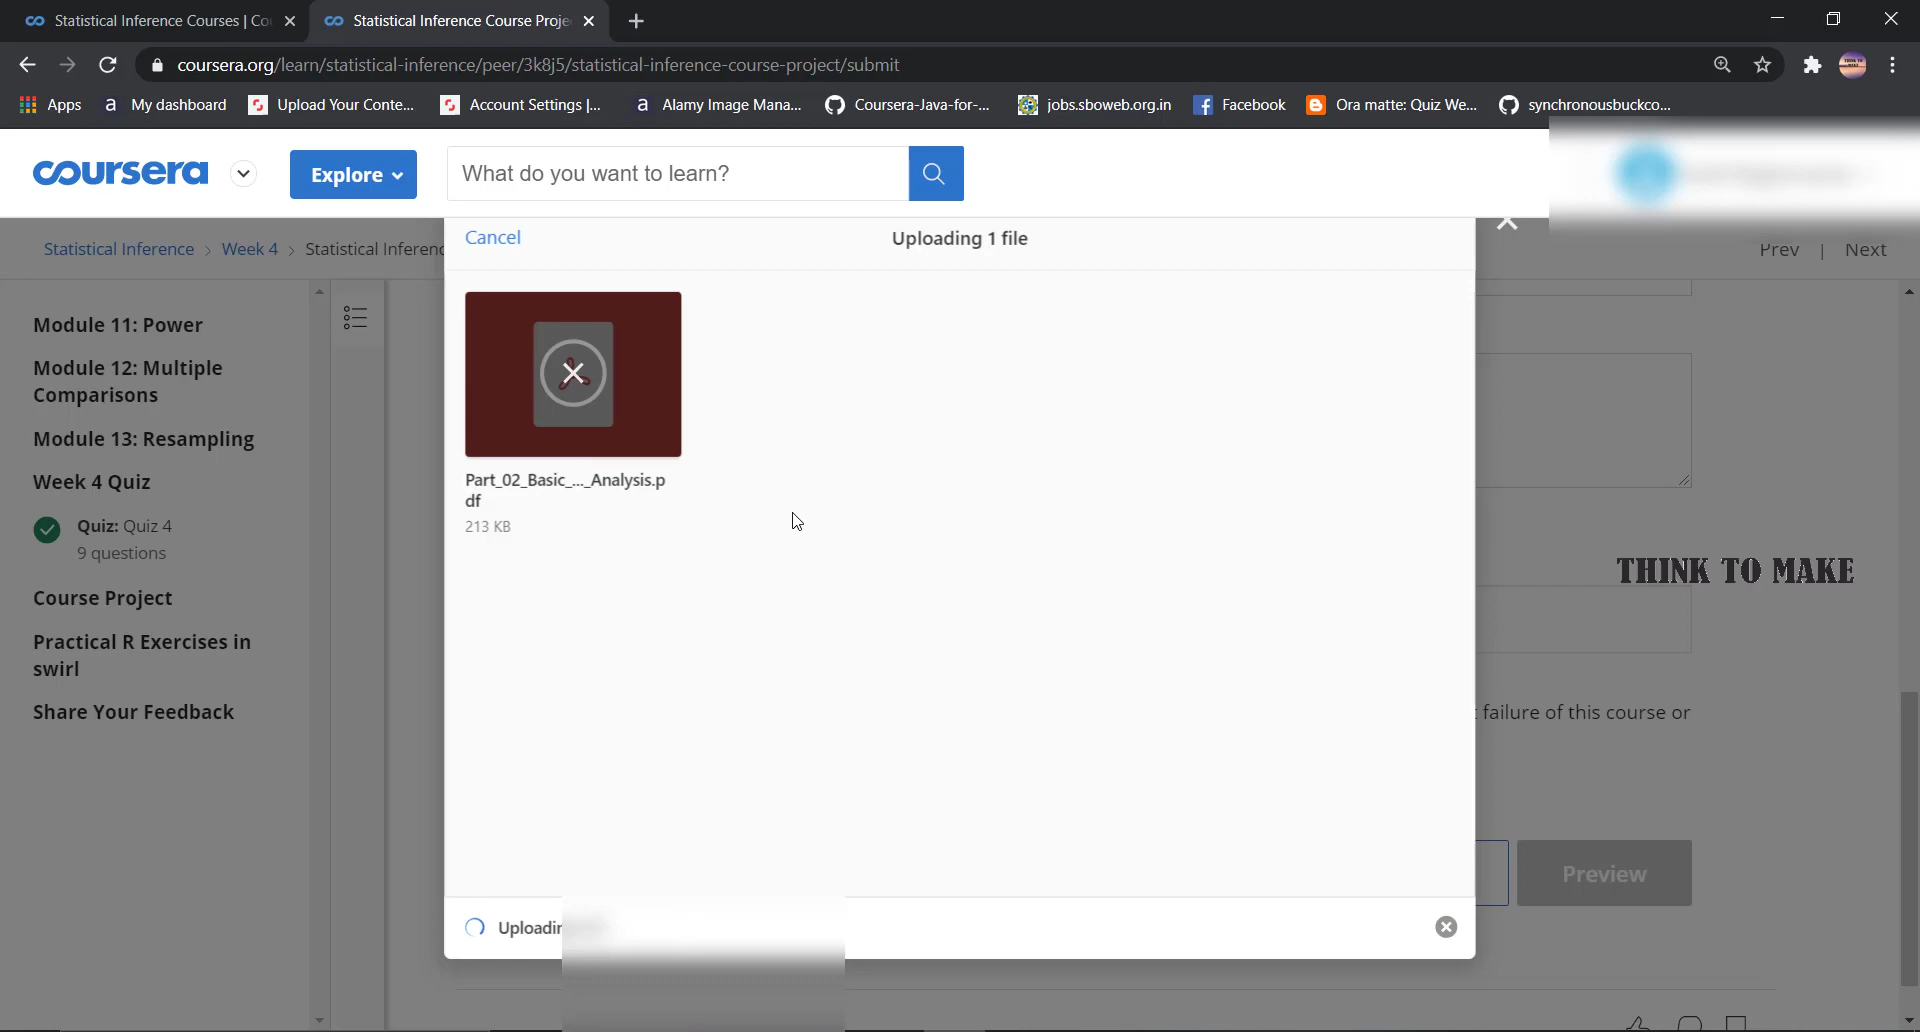 Statistical Inference Courses | Co
Statistical Inference Course Proje
coursera.org/learn/statistical-inference/peer/3k8j5/statistical-inference-course-project/submit
Apps
a My dashboard
Upload Your Conte...
Account Settings |...
a Alamy Image Mana...
Coursera-Java-for-...
jobs.sboweb.org.in
Facebook
Ora matte: Quiz We...
synchronousbuckco...
coursera
Explore
What do you want to learn?
Statistical Inference > Week 4 > Statistical Inferenc
Cancel
Uploading 1 file
Prev | Next
Module 11: Power
Module 12: Multiple
Comparisons
Module 13: Resampling
Week 4 Quiz
Quiz: Quiz 4
9 questions
Course Project
Practical R Exercises in
swirl
Share Your Feedback
Part_02_Basic_..._Analysis.p
df
213 KB
THINK TO MAKE
failure of this course or
Preview
Uploadin